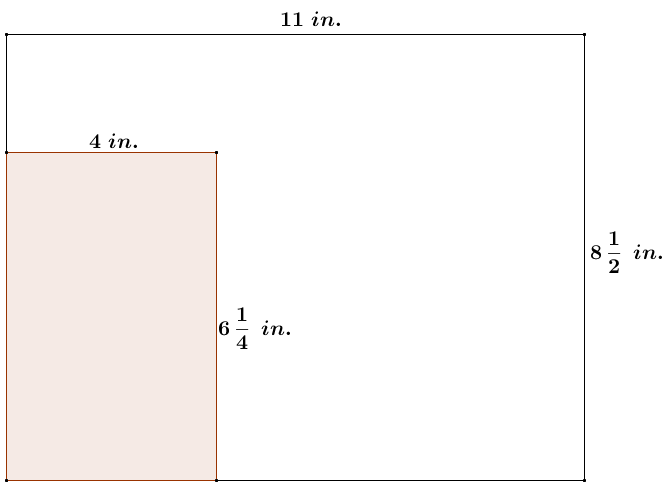 11 in.
4 in.
8 1/2 in.
6 1/4 in.